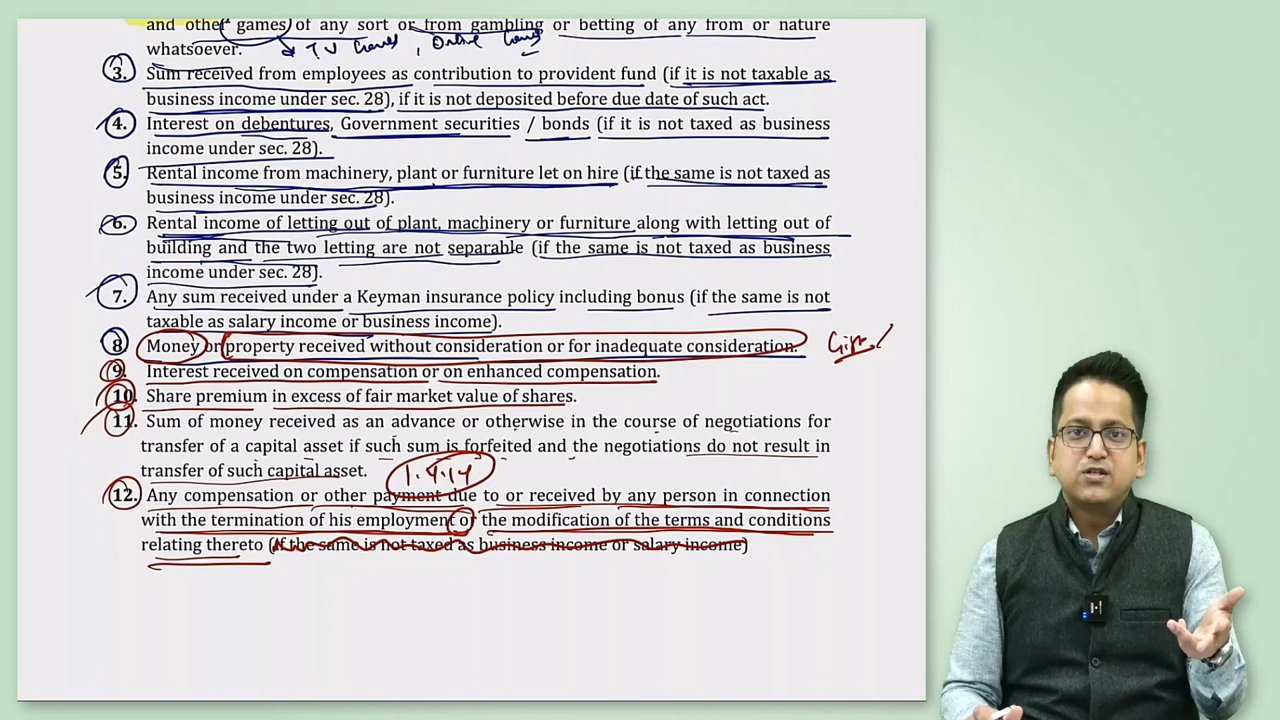 and other games) of any sort or from gambling or betting of any from or nature
whatsoever.
TV Games, Online Games
3. Sum received from employees as contribution to provident fund (if it is not taxable as
business income under sec. 28), if it is not deposited before due date of such act.
4. Interest on debentures, Government securities / bonds (if it is not taxed as business
income under sec. 28).
5. Rental income from machinery, plant or furniture let on hire (if the same is not taxed as
business income under sec. 28).
6. Rental income of letting out of plant, machinery or furniture along with letting out of
building and the two letting are not separable (if the same is not taxed as business
income under sec. 28).
7. Any sum received under a Keyman insurance policy including bonus (if the same is not
taxable as salary income or business income).
8 Money or property received without consideration or for inadequate consideration.
9. Interest received on compensation or on enhanced compensation.
10. Share premium in excess of fair market value of shares.
11. Sum of money received as an advance or otherwise in the course of negotiations for
transfer of a capital asset if such sum is forfeited and the negotiations do not result in
transfer of such capital asset.
1.4.14
12. Any compensation or other payment due to or received by any person in connection
with the termination of his employment or the modification of the terms and conditions
relating thereto (if the same is not taxed as business income or salary income)